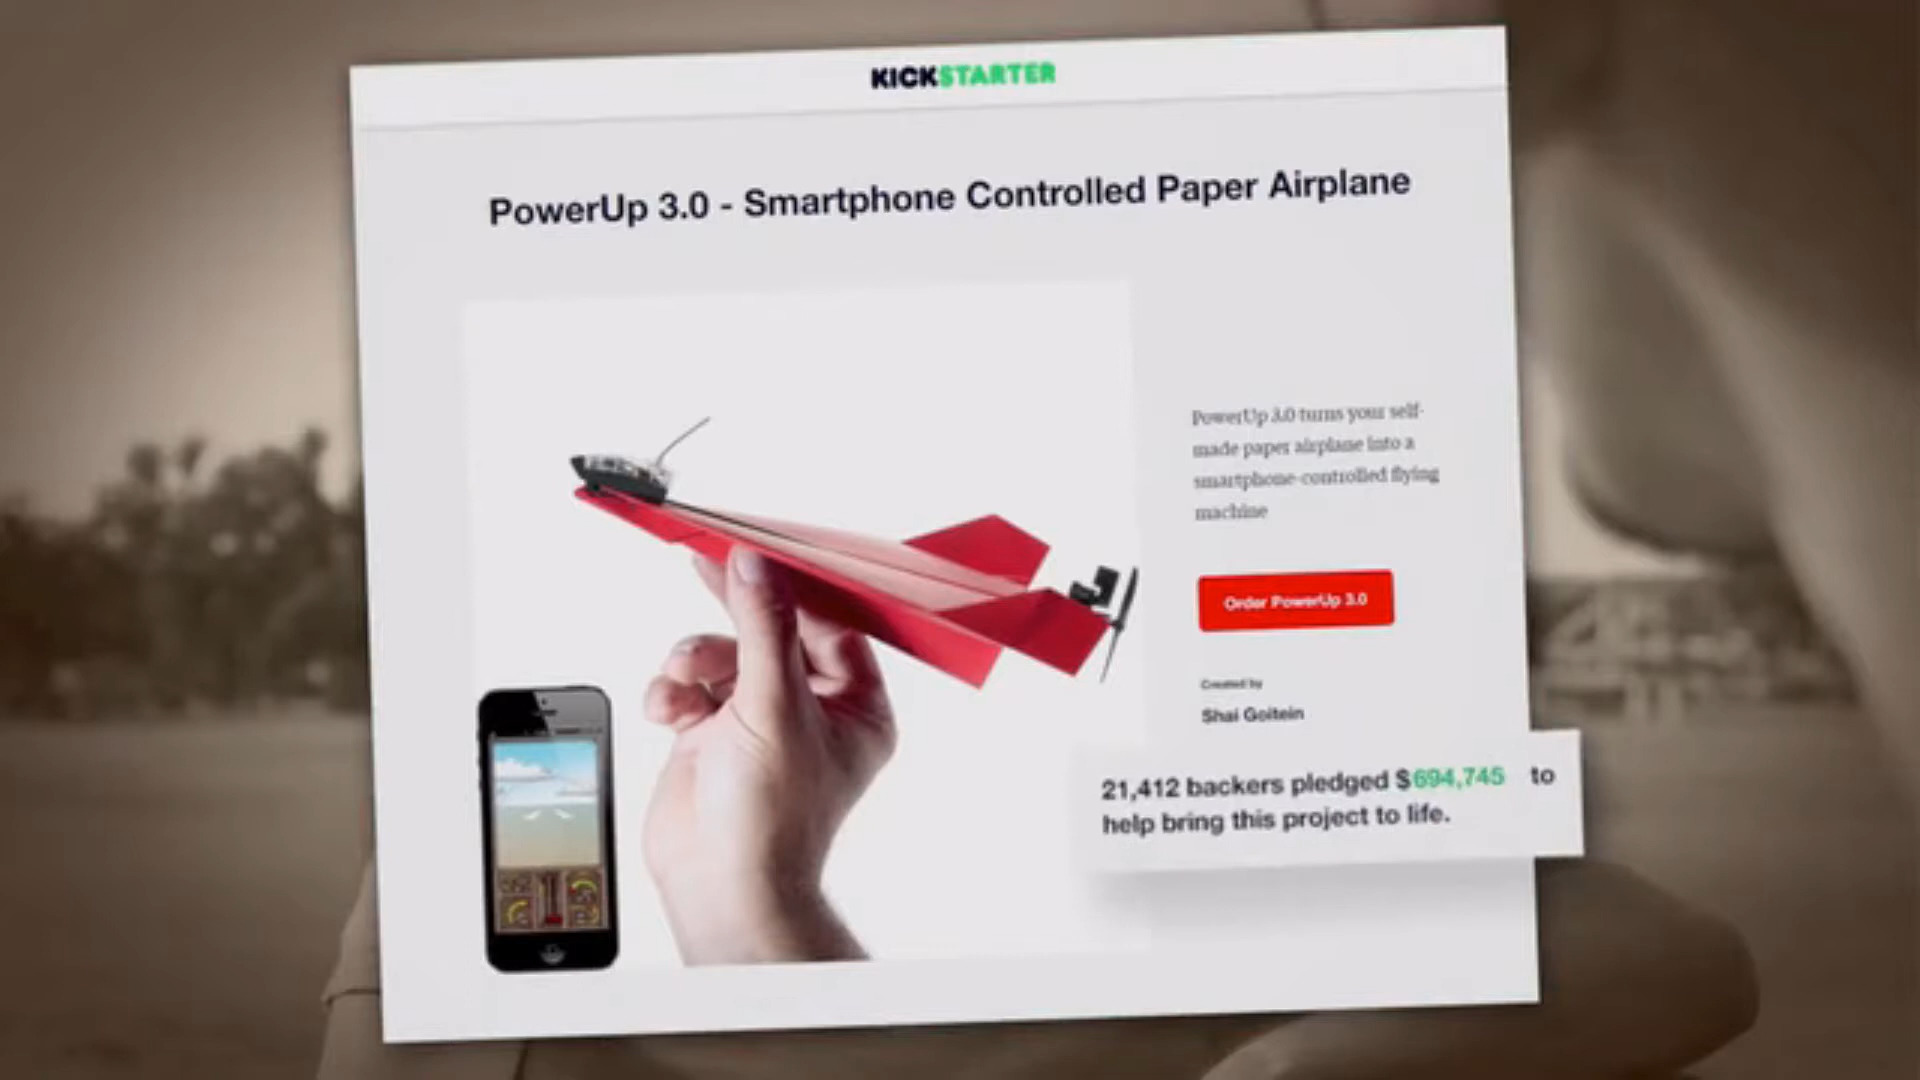 KICKSTARTER
PowerUp 3.0 - Smartphone Controlled Paper Airplane
PowerUp 3.0 turns your self-
made paper airplane into a
smartphone-controlled flying
machine
Order PowerUp 3.0
Created by
Shai Goitein
21,412 backers pledged $694,745 to
help bring this project to life.